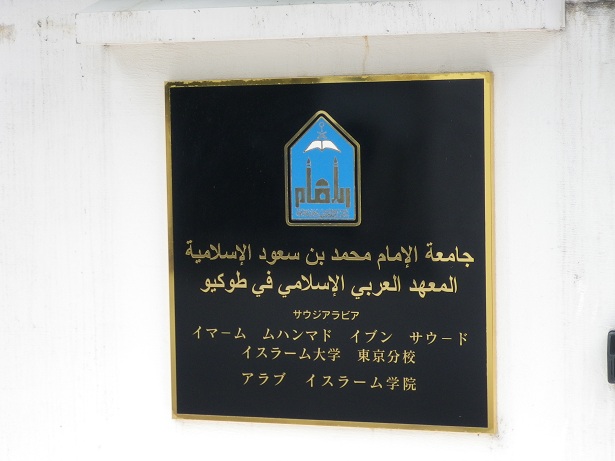 الإمام
جامعة الإمام محمد بن سعود الإسلامية
المعهد العربي الإسلامي في طوكيو
サウジアラビア
イマーム ムハンマド イブン サウード
イスラーム大学 東京分校
アラブ イスラーム学院